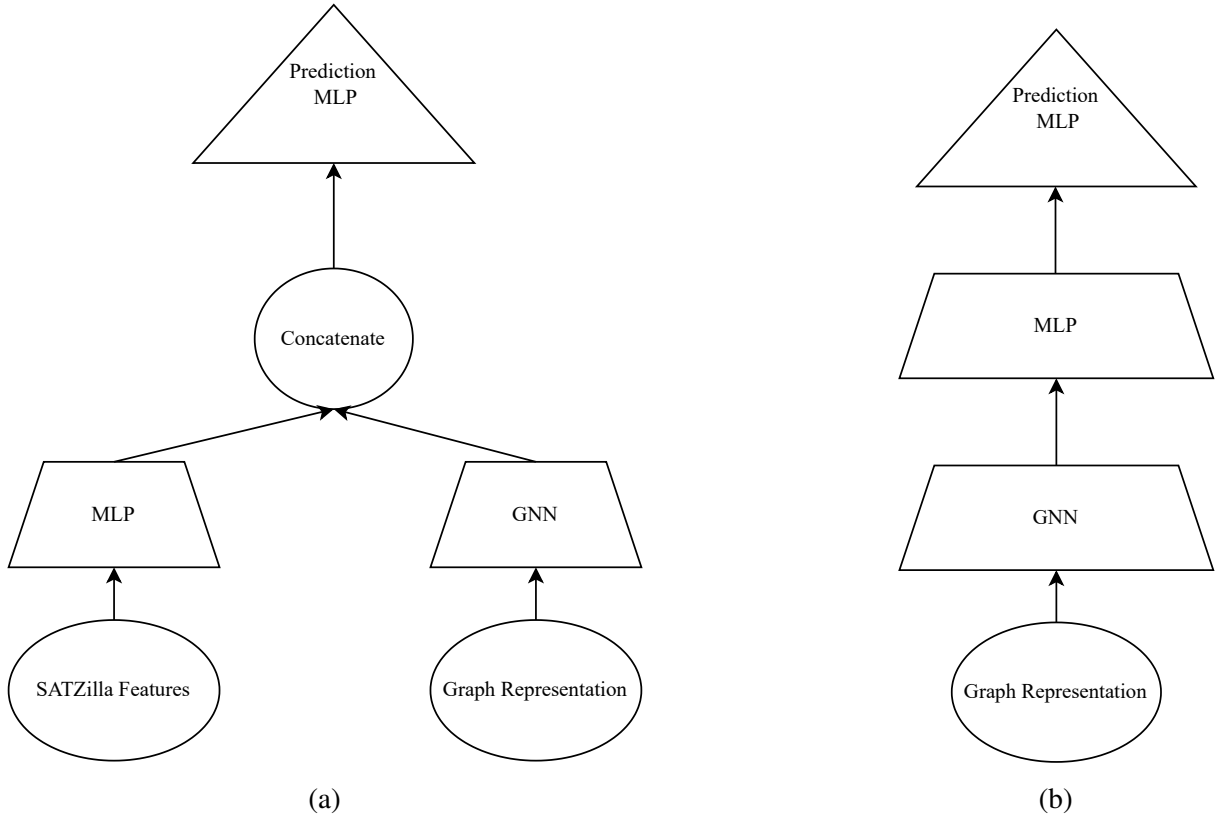 Prediction
MLP
Concatenate
MLP
GNN
SATZilla Features
Graph Representation
(a)
Prediction
MLP
MLP
GNN
Graph Representation
(b)